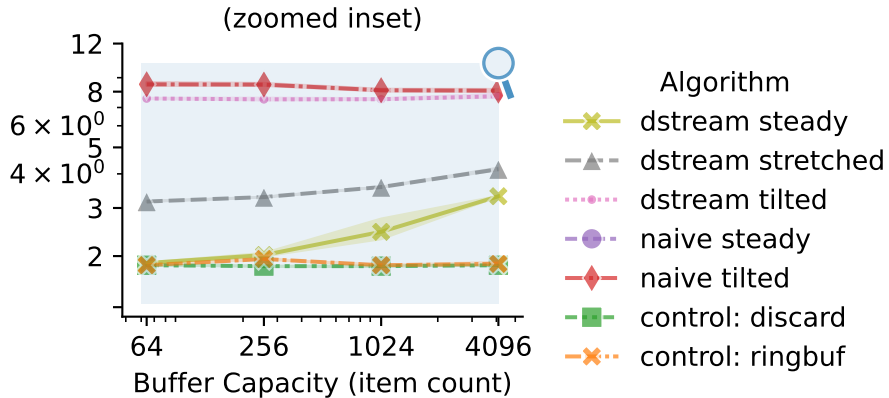 (zoomed inset)
12
8
6 × 10⁰
5
4 × 10⁰
3
2
64 256 1024 4096
Buffer Capacity (item count)
Algorithm
dstream steady
dstream stretched
dstream tilted
naive steady
naive tilted
control: discard
control: ringbuf